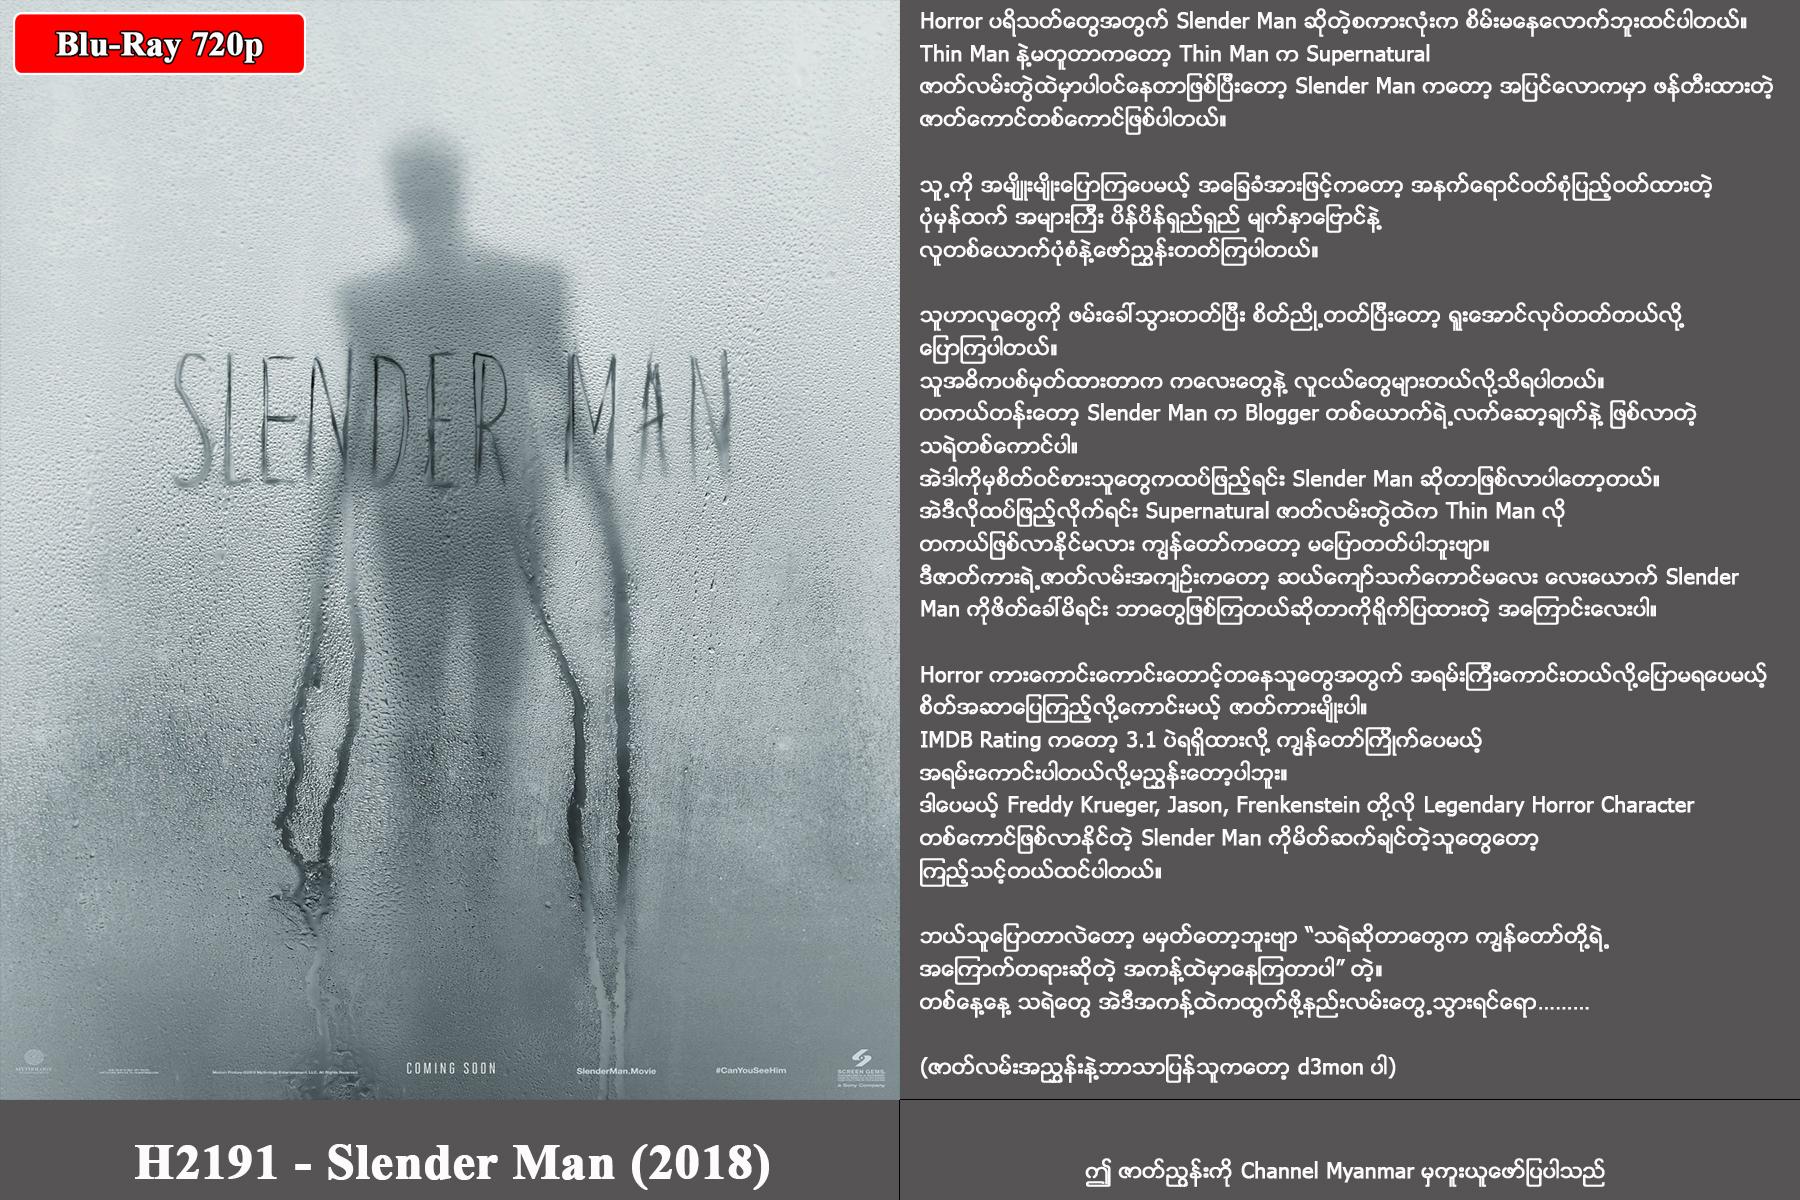 Blu-Ray 720p
SLENDER MAN
COMING SOON
SlenderMan.Movie
#CanYouSeeHim
MYTHOLOGY
SCREEN GEMS
a Sony Company
H2191 - Slender Man (2018)
Horror ပရိသတ်တွေအတွက် Slender Man ဆိုတဲ့စကားလုံးက စိမ်းမနေလောက်ဘူးထင်ပါတယ်။
Thin Man နဲ့မတူတာကတော့ Thin Man က Supernatural
ဇာတ်လမ်းတွဲထဲမှာပါဝင်နေတာဖြစ်ပြီးတော့ Slender Man ကတော့ အပြင်လောကမှာ ဖန်တီးထားတဲ့
ဇာတ်ကောင်တစ်ကောင်ဖြစ်ပါတယ်။
သူ့ကို အမျိူးမျိုးပြောကြပေမယ့် အခြေခံအားဖြင့်ကတော့ အနက်ရောင်ဝတ်စုံပြည့်ဝတ်ထားတဲ့
ပုံမှန်ထက် အများကြီး ပိန်ပိန်ရှည်ရှည် မျက်နှာဗြောင်နဲ့
လူတစ်ယောက်ပုံစံနဲ့ဖော်ညွှန်းတတ်ကြပါတယ်။
သူဟာလူတွေကို ဖမ်းခေါ်သွားတတ်ပြီး စိတ်ညို့တတ်ပြီးတော့ ရူးအောင်လုပ်တတ်တယ်လို့
ပြောကြပါတယ်။
သူအဓိကပစ်မှတ်ထားတာက ကလေးတွေနဲ့ လူငယ်တွေများတယ်လို့သိရပါတယ်။
တကယ်တန်းတော့ Slender Man က Blogger တစ်ယောက်ရဲ့လက်ဆော့ချက်နဲ့ ဖြစ်လာတဲ့
သရဲတစ်ကောင်ပါ။
အဲဒါကိုမှစိတ်ဝင်စားသူတွေကထပ်ဖြည့်ရင်း Slender Man ဆိုတာဖြစ်လာပါတော့တယ်။
အဲဒီလိုထပ်ဖြည့်လိုက်ရင်း Supernatural ဇာတ်လမ်းတွဲထဲက Thin Man လို
တကယ်ဖြစ်လာနိုင်မလား ကျွန်တော်ကတော့ မပြောတတ်ပါဘူးဗျာ။
ဒီဇာတ်ကားရဲ့ဇာတ်လမ်းအကျဉ်းကတော့ ဆယ်ကျော်သက်ကောင်မလေး လေးယောက် Slender
Man ကိုဖိတ်ခေါ်မိရင်း ဘာတွေဖြစ်ကြတယ်ဆိုတာကိုရိုက်ပြထားတဲ့ အကြောင်းလေးပါ။
Horror ကားကောင်းကောင်းတောင့်တနေသူတွေအတွက် အရမ်းကြီးကောင်းတယ်လို့ပြောမရပေမယ့်
စိတ်အဆာပြေကြည့်လို့ကောင်းမယ့် ဇာတ်ကားမျိုးပါ။
IMDB Rating ကတော့ 3.1 ပဲရရှိထားလို့ ကျွန်တော်ကြိုက်ပေမယ့်
အရမ်းကောင်းပါတယ်လို့မညွှန်းတော့ပါဘူး။
ဒါပေမယ့် Freddy Krueger, Jason, Frenkenstein တို့လို Legendary Horror Character
တစ်ကောင်ဖြစ်လာနိုင်တဲ့ Slender Man ကိုမိတ်ဆက်ချင်တဲ့သူတွေတော့
ကြည့်သင့်တယ်ထင်ပါတယ်။
ဘယ်သူပြောတာလဲတော့ မမှတ်တော့ဘူးဗျာ “သရဲဆိုတာတွေက ကျွန်တော်တို့ရဲ့
အကြောက်တရားဆိုတဲ့ အကန့်ထဲမှာနေကြတာပါ” တဲ့။
တစ်နေ့နေ့ သရဲတွေ အဲဒီအကန့်ထဲကထွက်ဖို့နည်းလမ်းတွေ့သွားရင်ရော.........
(ဇာတ်လမ်းအညွှန်းနဲ့ဘာသာပြန်သူကတော့ d3mon ပါ)
ဤ ဇာတ်ညွှန်းကို Channel Myanmar မှကူးယူဖော်ပြပါသည်